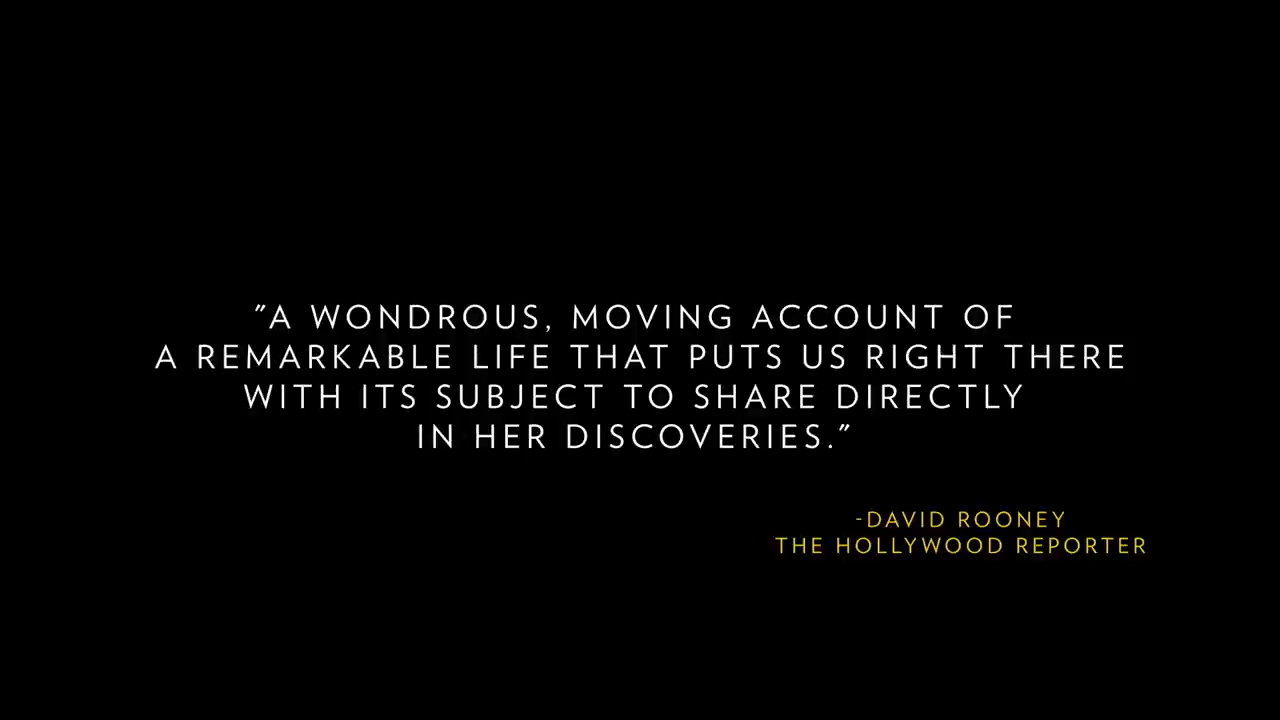 "A WONDROUS, MOVING ACCOUNT OF
A REMARKABLE LIFE THAT PUTS US RIGHT THERE
WITH ITS SUBJECT TO SHARE DIRECTLY
IN HER DISCOVERIES."
-DAVID ROONEY
THE HOLLYWOOD REPORTER